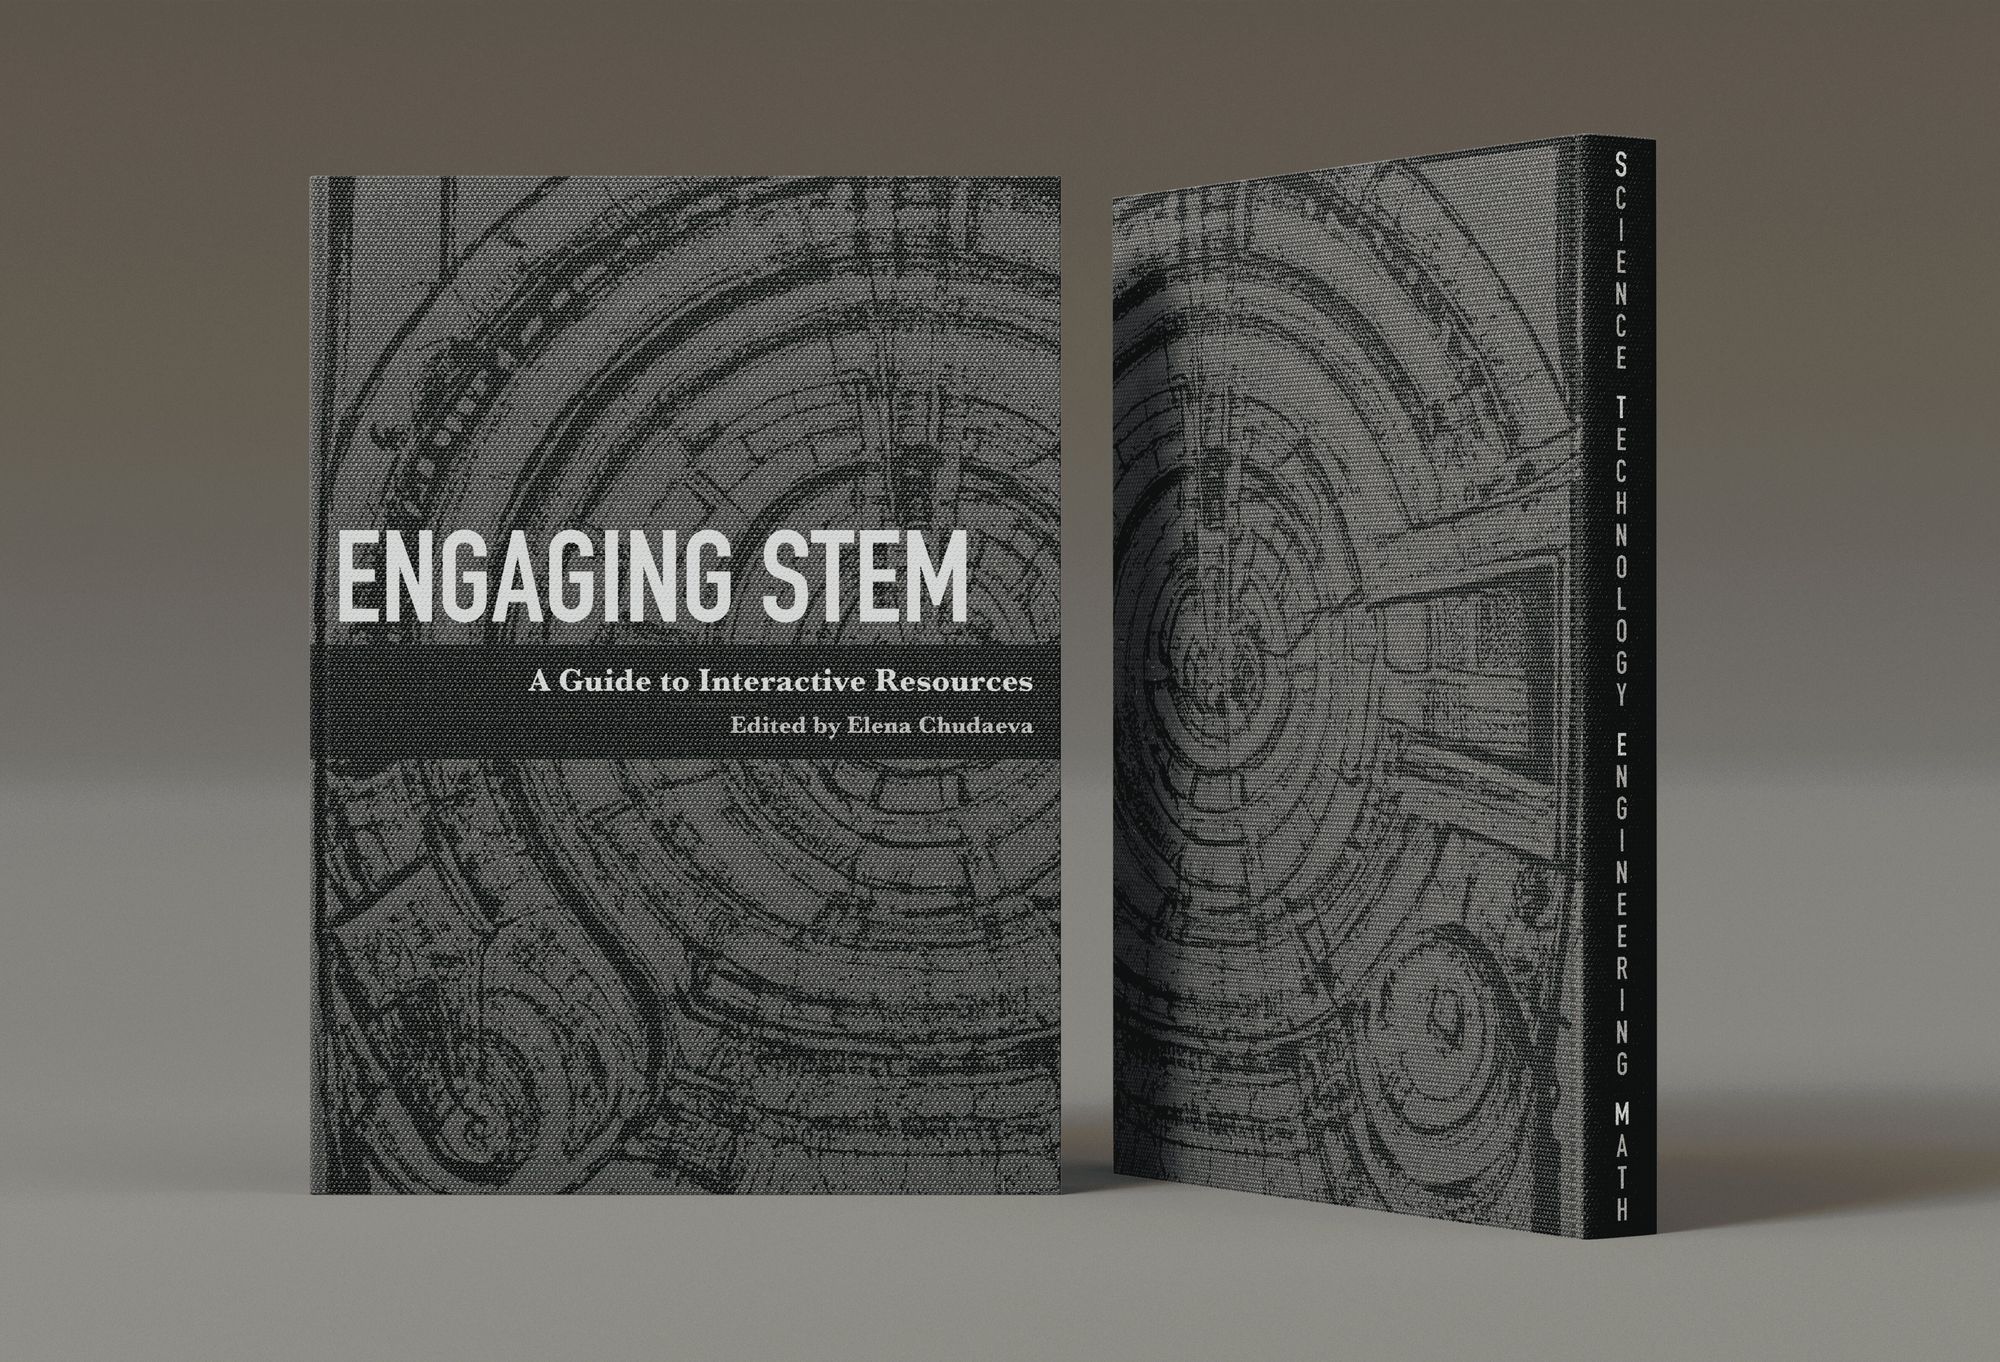 ENGAGING STEM
A Guide to Interactive Resources
Edited by Elena Chudaeva
SCIENCE TECHNOLOGY ENGINEERING MATH